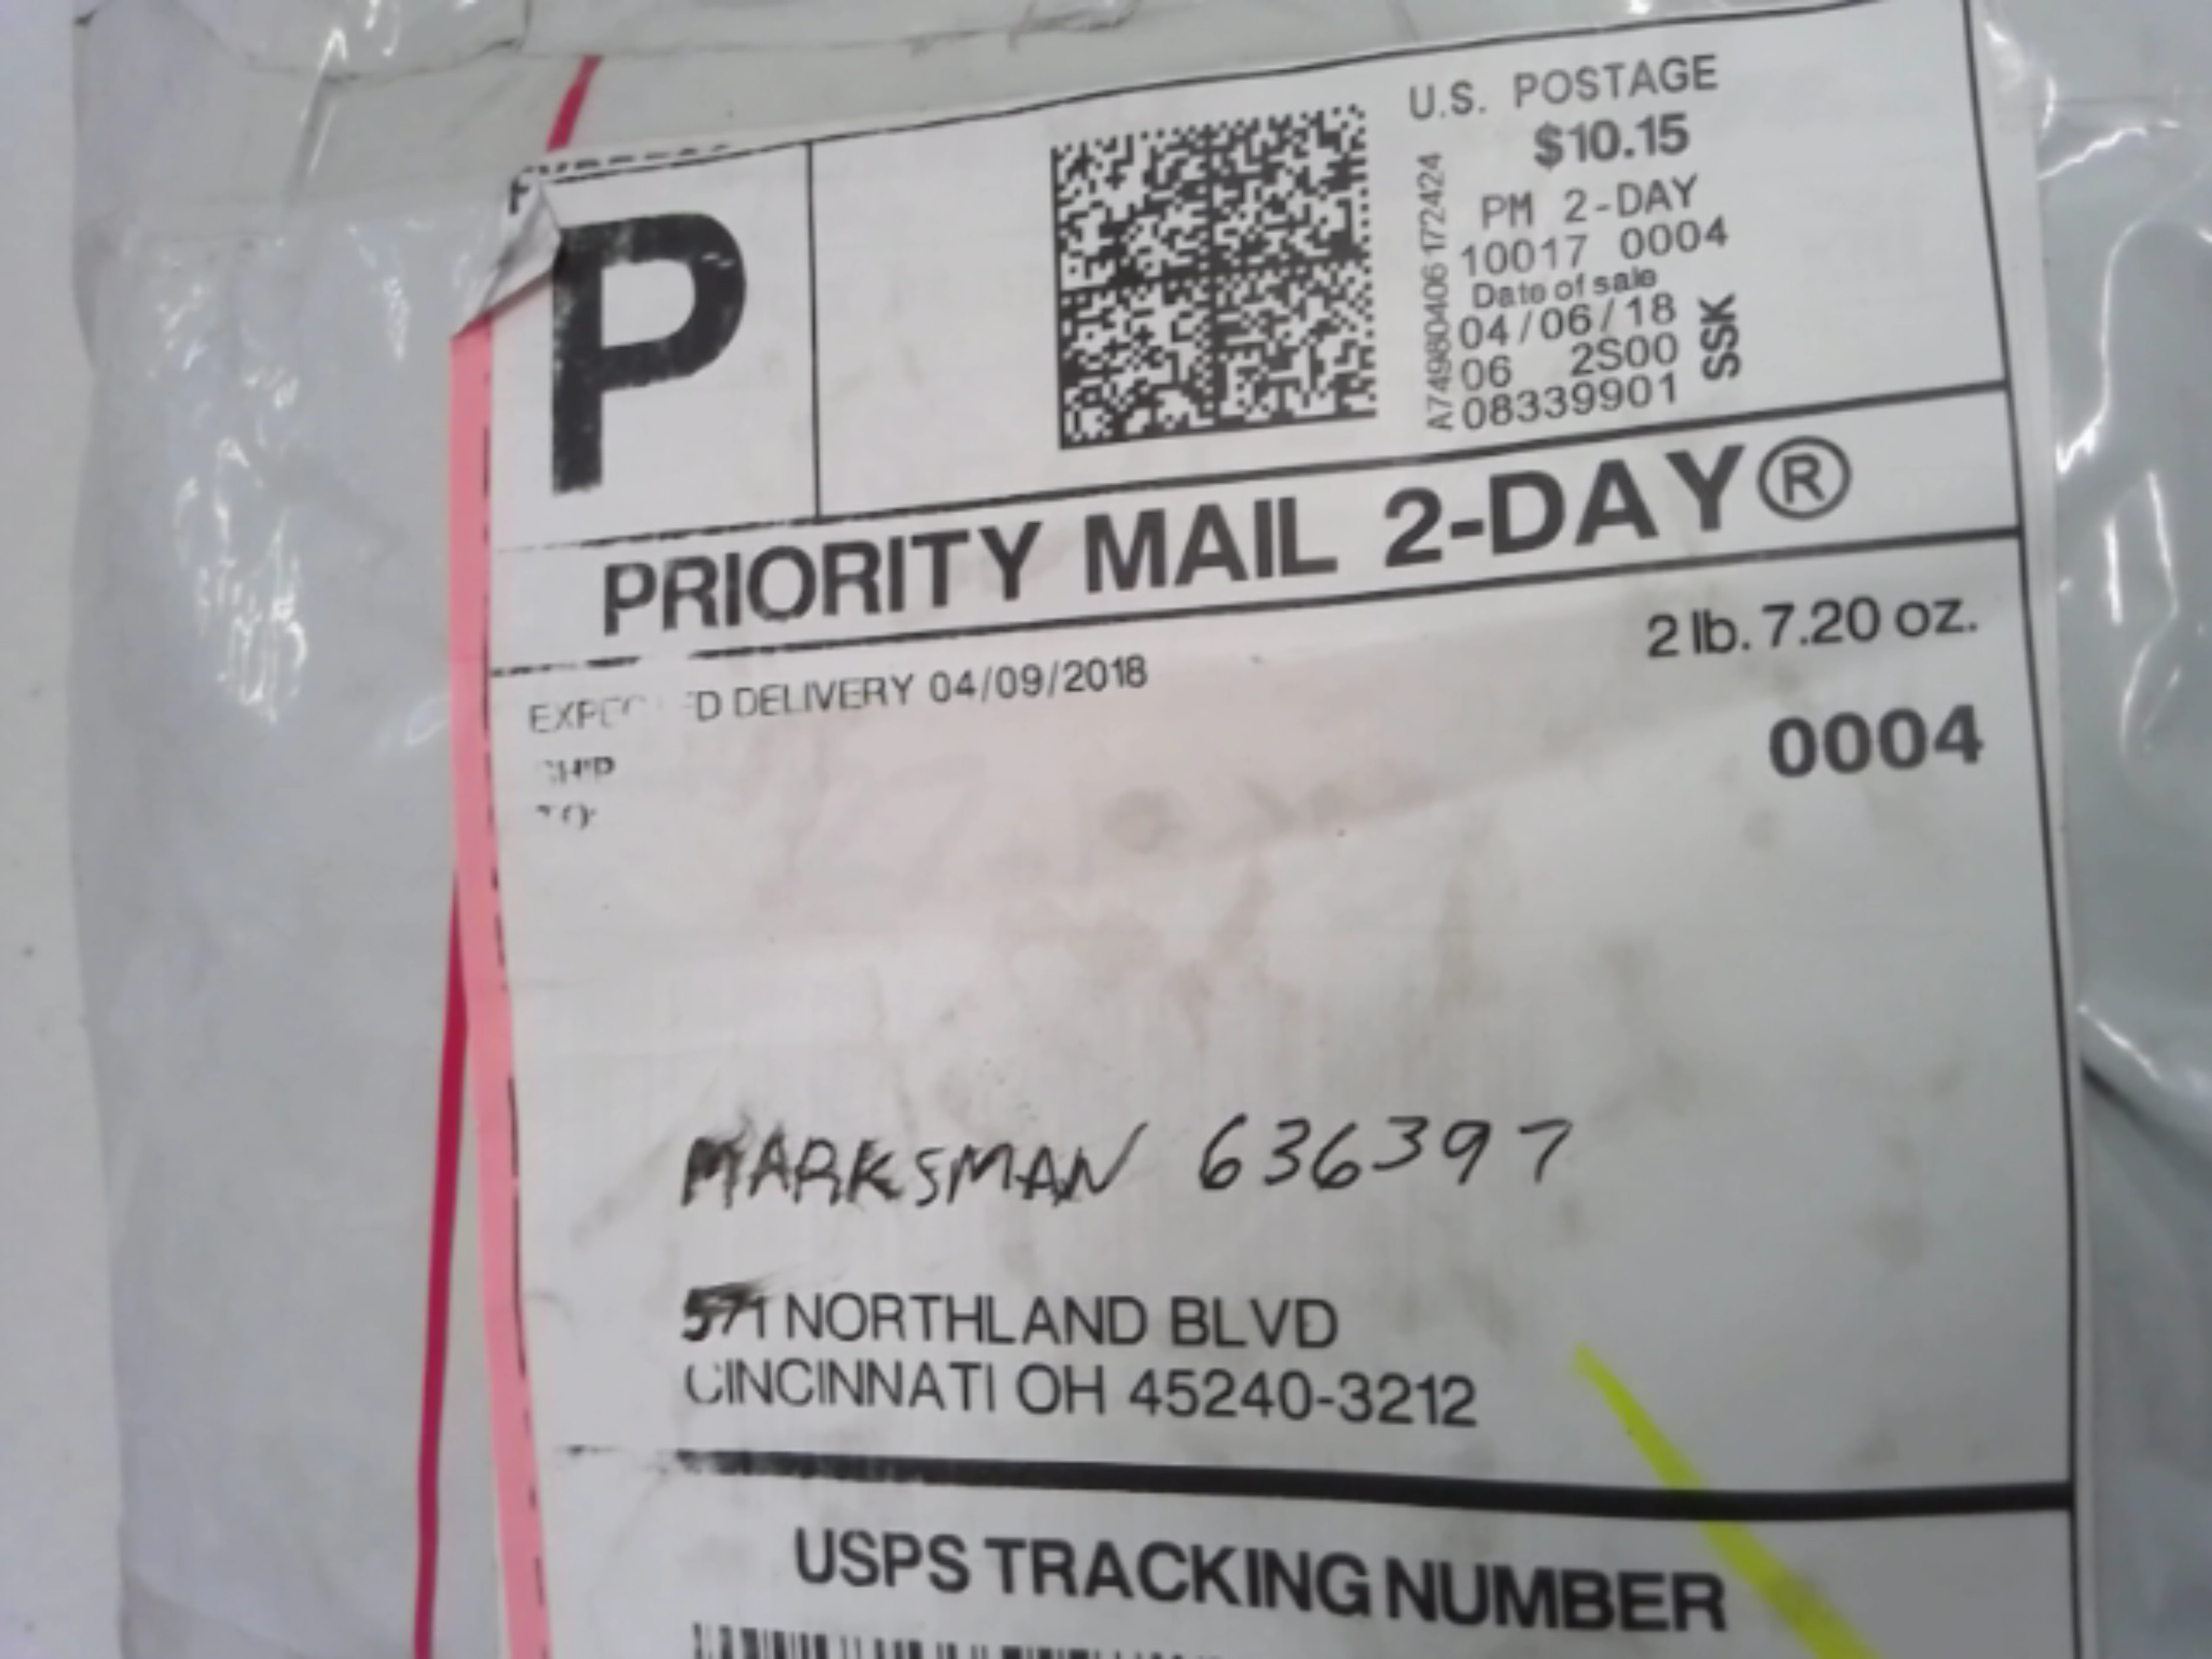 P
U.S. POSTAGE
$10.15
PM 2-DAY
10017 0004
Date of sale
04/06/18
06 2S00
08339901
SSK
A74980406172424
PRIORITY MAIL 2-DAY®
2 lb. 7.20 oz.
DELIVERY 04/09/2018
0004
MARKSMAN 636397
571 NORTHLAND BLVD
CINCINNATI OH 45240-3212
USPS TRACKING NUMBER